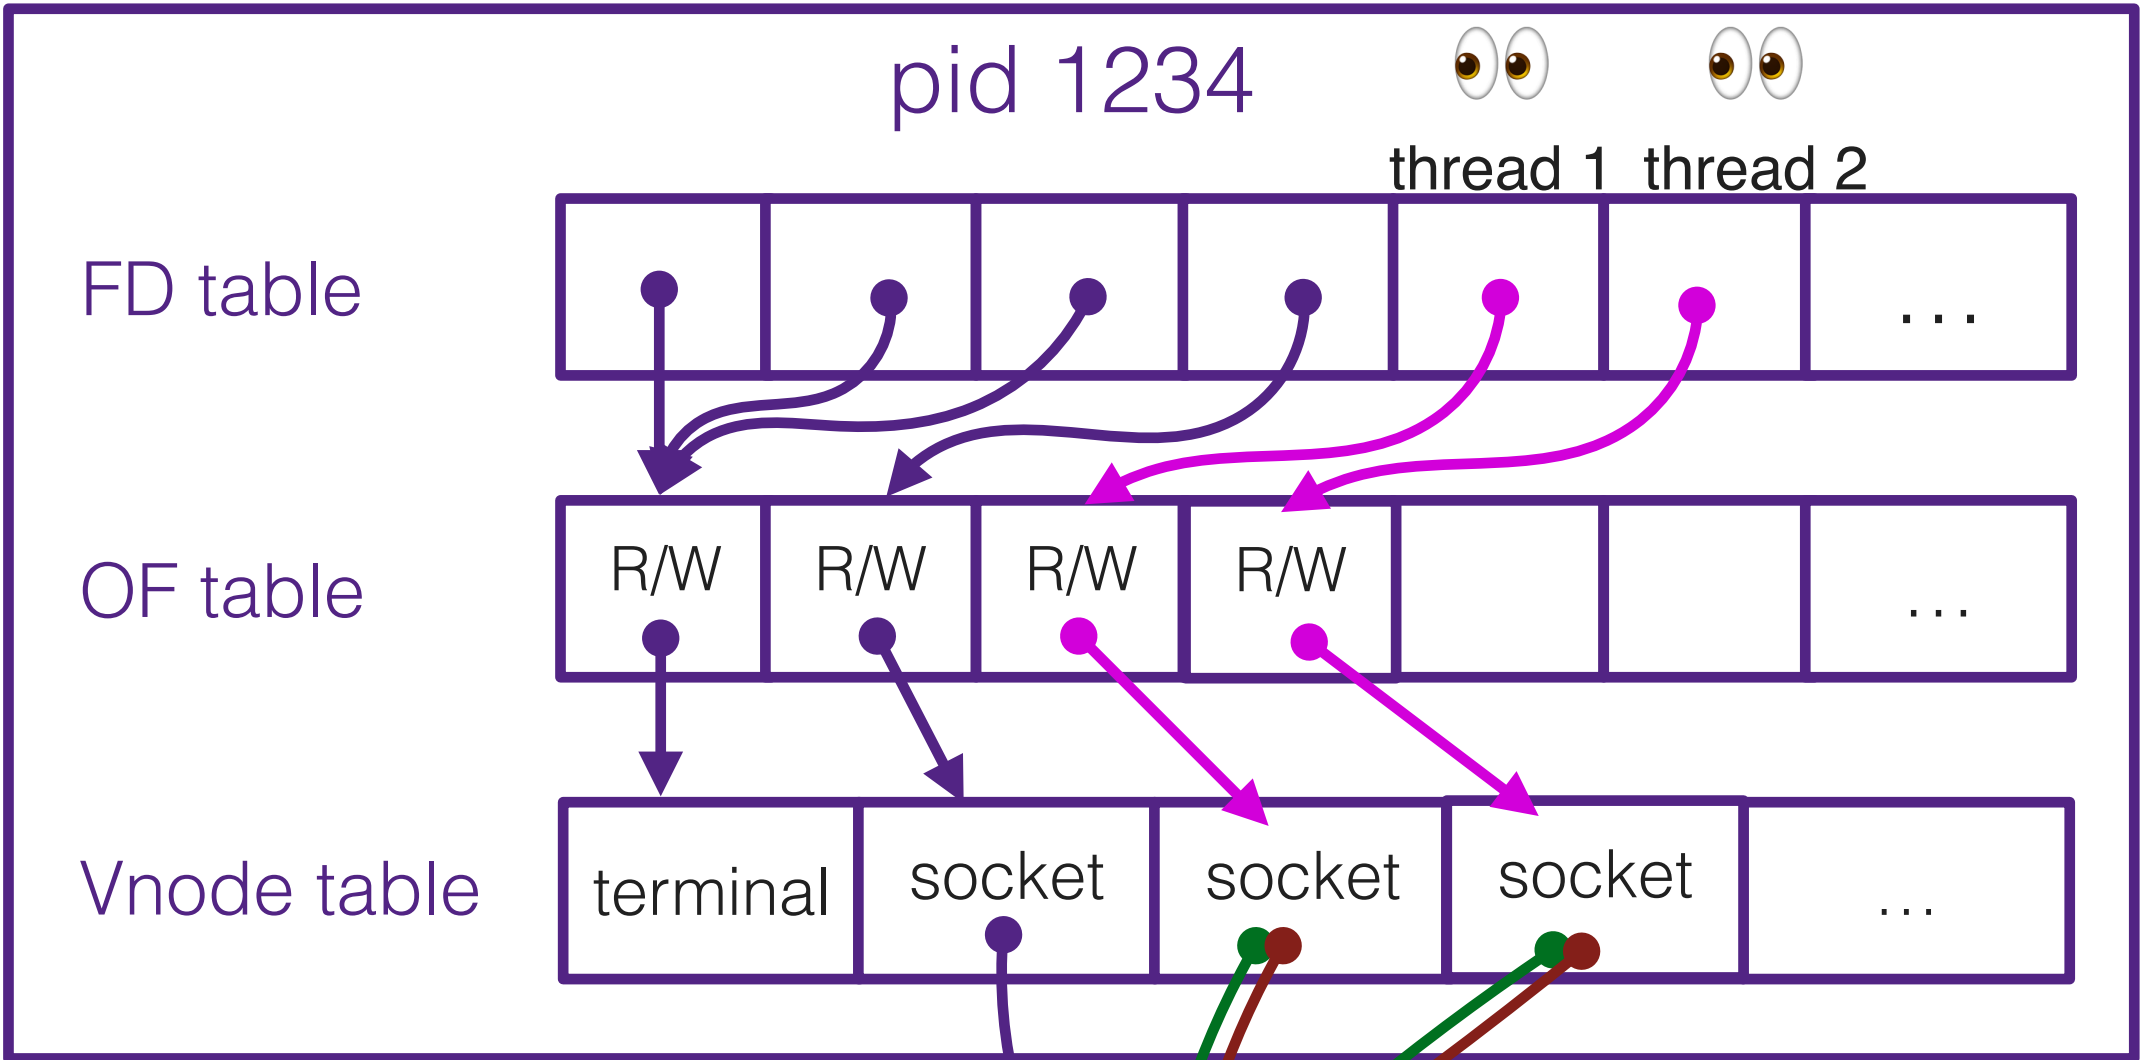 pid 1234
thread 1 thread 2
FD table ...
OF table R/W R/W R/W R/W ...
Vnode table terminal socket socket socket ...